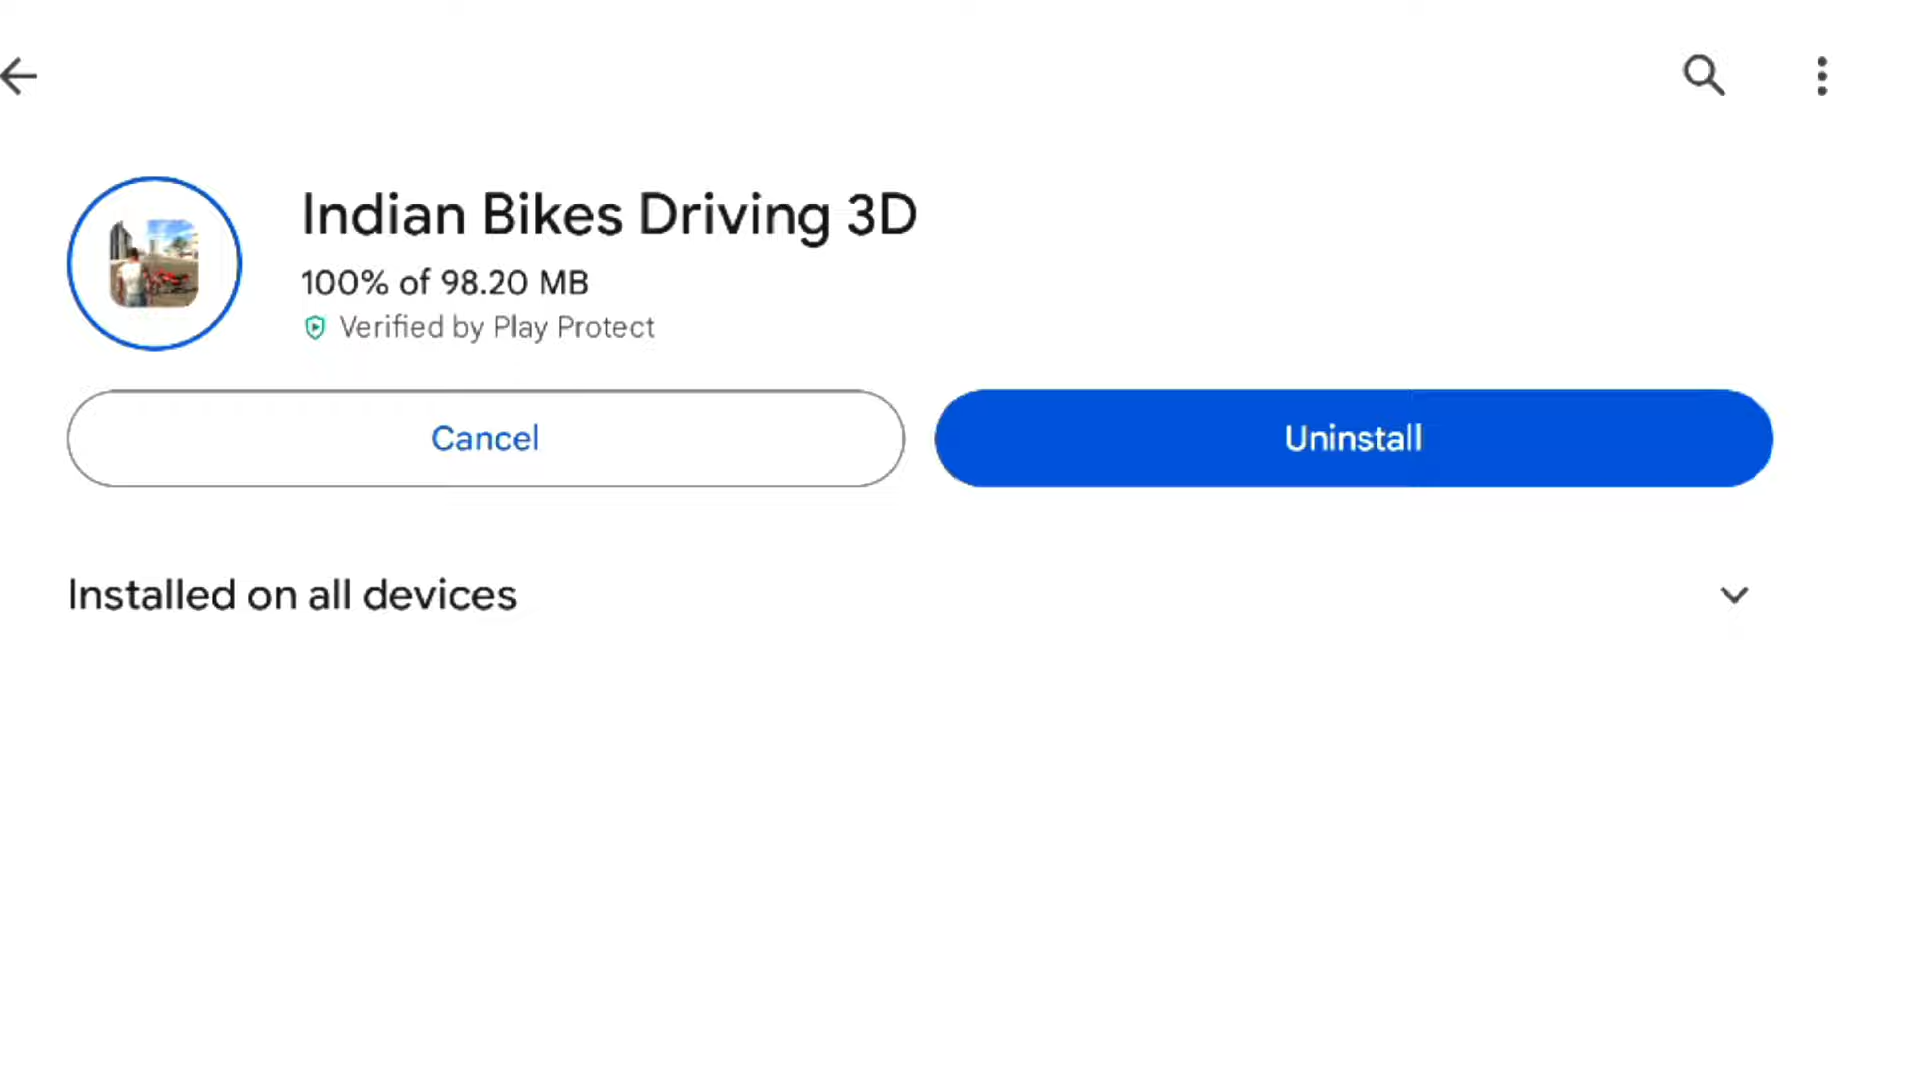 Indian Bikes Driving 3D
100% of 98.20 MB
Verified by Play Protect
Cancel
Uninstall
Installed on all devices